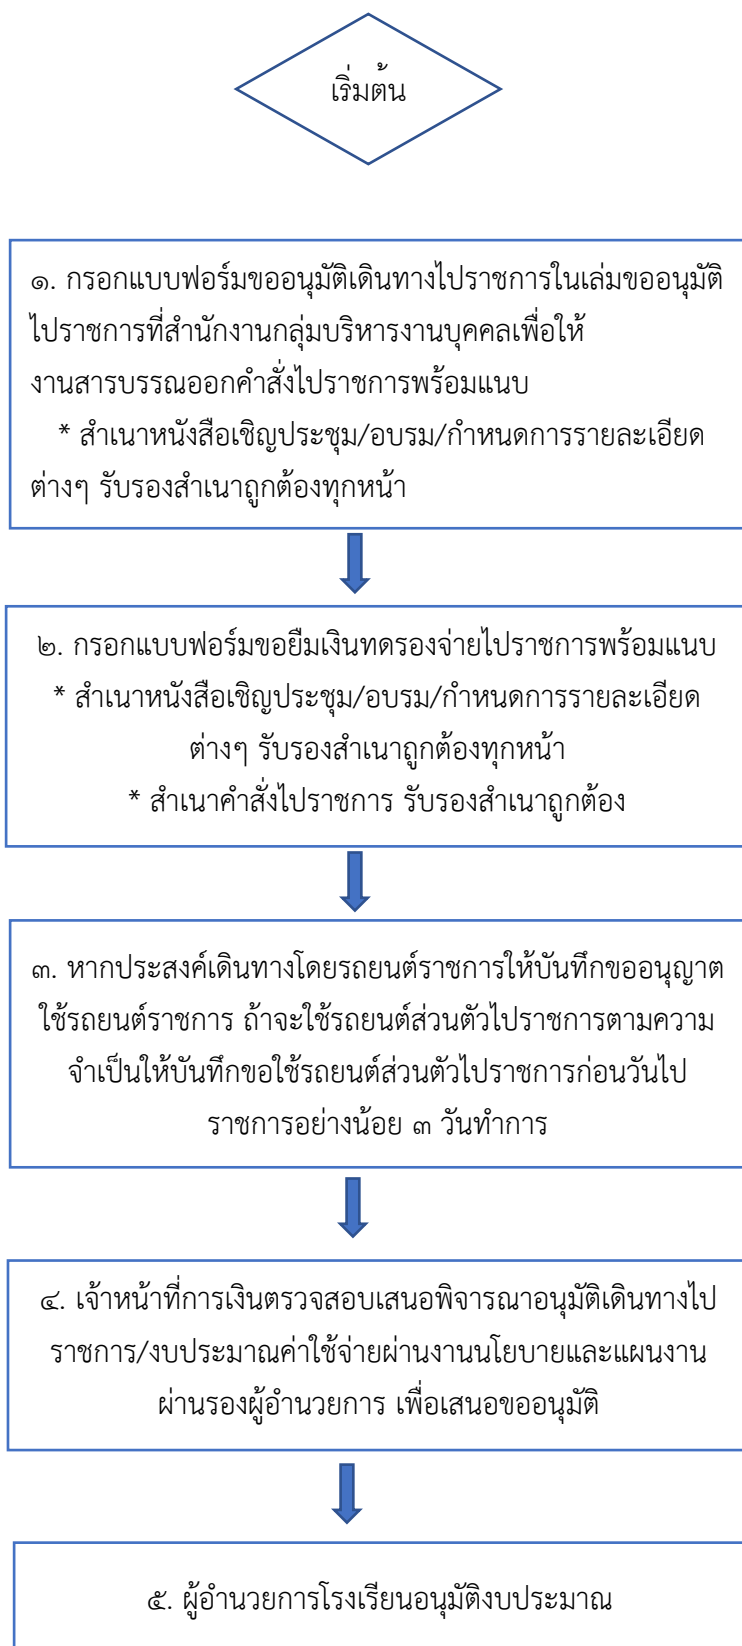 เริ่มต้น
๑. กรอกแบบฟอร์มขออนุมัติเดินทางไปราชการในเล่มขออนุมัติ
ไปราชการที่สำนักงานกลุ่มบริหารงานบุคคลเพื่อให้
งานสารบรรณออกคำสั่งไปราชการพร้อมแนบ
* สำเนาหนังสือเชิญประชุม/อบรม/กำหนดการรายละเอียด
ต่างๆ รับรองสำเนาถูกต้องทุกหน้า
๒. กรอกแบบฟอร์มขอยืมเงินทดรองจ่ายไปราชการพร้อมแนบ
* สำเนาหนังสือเชิญประชุม/อบรม/กำหนดการรายละเอียด
ต่างๆ รับรองสำเนาถูกต้องทุกหน้า
* สำเนาคำสั่งไปราชการ รับรองสำเนาถูกต้อง
๓. หากประสงค์เดินทางโดยรถยนต์ราชการให้บันทึกขออนุญาต
ใช้รถยนต์ราชการ ถ้าจะใช้รถยนต์ส่วนตัวไปราชการตามความ
จำเป็นให้บันทึกขอใช้รถยนต์ส่วนตัวไปราชการก่อนวันไป
ราชการอย่างน้อย ๓ วันทำการ
๔. เจ้าหน้าที่การเงินตรวจสอบเสนอพิจารณาอนุมัติเดินทางไป
ราชการ/งบประมาณค่าใช้จ่ายผ่านงานนโยบายและแผนงาน
ผ่านรองผู้อำนวยการ เพื่อเสนอขออนุมัติ
๕. ผู้อำนวยการโรงเรียนอนุมัติงบประมาณ